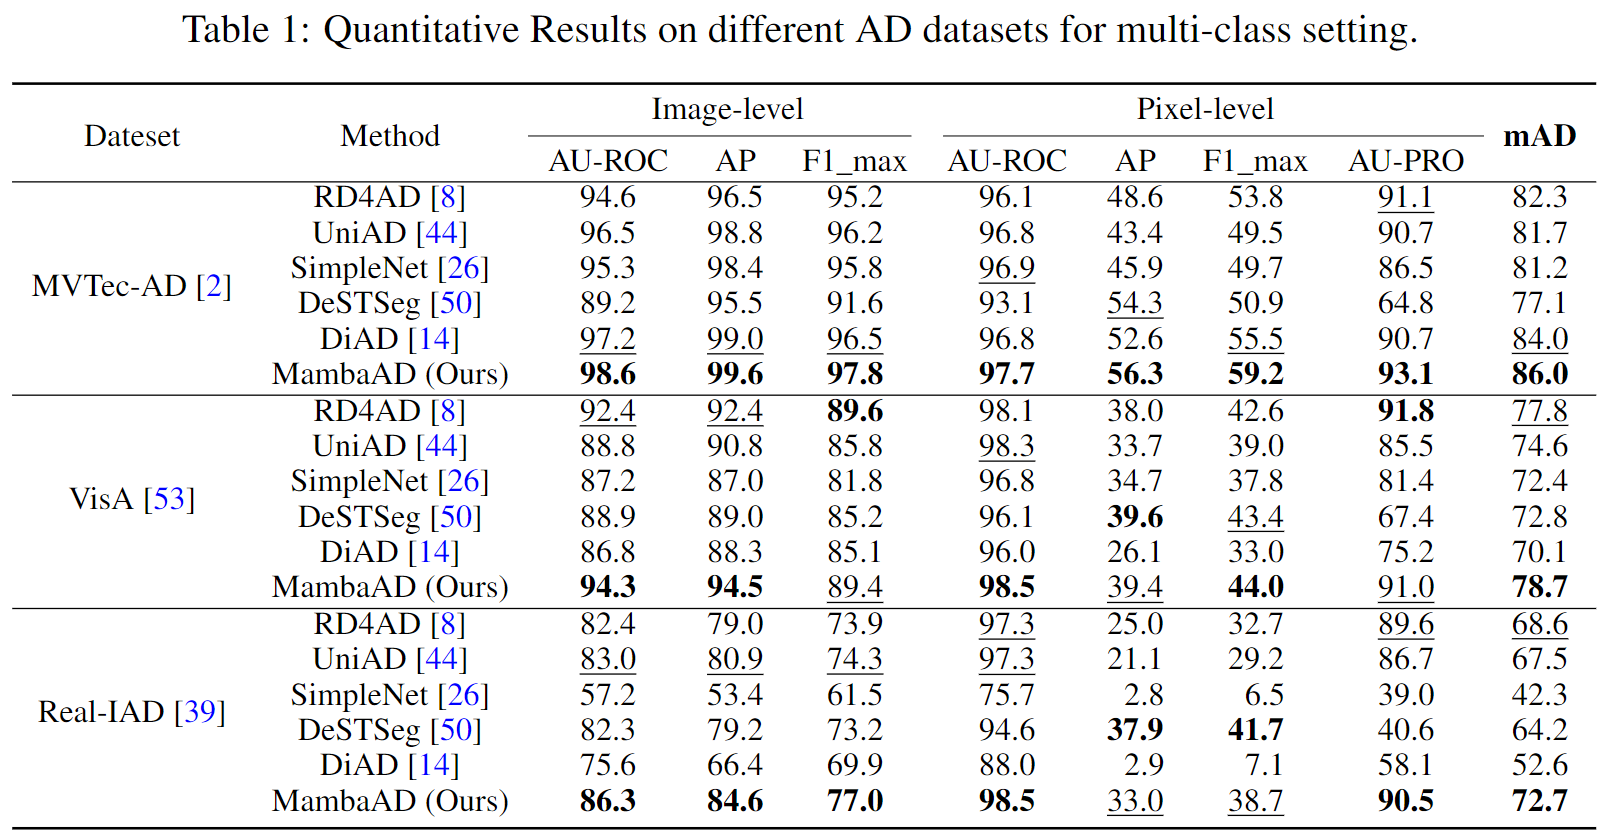 Table 1: Quantitative Results on different AD datasets for multi-class setting.
Dateset Method Image-level Pixel-level mAD
AU-ROC AP F1_max AU-ROC AP F1_max AU-PRO
MVTec-AD [2]
RD4AD [8] 94.6 96.5 95.2 96.1 48.6 53.8 91.1 82.3
UniAD [44] 96.5 98.8 96.2 96.8 43.4 49.5 90.7 81.7
SimpleNet [26] 95.3 98.4 95.8 96.9 45.9 49.7 86.5 81.2
DeSTSeg [50] 89.2 95.5 91.6 93.1 54.3 50.9 64.8 77.1
DiAD [14] 97.2 99.0 96.5 96.8 52.6 55.5 90.7 84.0
MambaAD (Ours) 98.6 99.6 97.8 97.7 56.3 59.2 93.1 86.0
VisA [53]
RD4AD [8] 92.4 92.4 89.6 98.1 38.0 42.6 91.8 77.8
UniAD [44] 88.8 90.8 85.8 98.3 33.7 39.0 85.5 74.6
SimpleNet [26] 87.2 87.0 81.8 96.8 34.7 37.8 81.4 72.4
DeSTSeg [50] 88.9 89.0 85.2 96.1 39.6 43.4 67.4 72.8
DiAD [14] 86.8 88.3 85.1 96.0 26.1 33.0 75.2 70.1
MambaAD (Ours) 94.3 94.5 89.4 98.5 39.4 44.0 91.0 78.7
Real-IAD [39]
RD4AD [8] 82.4 79.0 73.9 97.3 25.0 32.7 89.6 68.6
UniAD [44] 83.0 80.9 74.3 97.3 21.1 29.2 86.7 67.5
SimpleNet [26] 57.2 53.4 61.5 75.7 2.8 6.5 39.0 42.3
DeSTSeg [50] 82.3 79.2 73.2 94.6 37.9 41.7 40.6 64.2
DiAD [14] 75.6 66.4 69.9 88.0 2.9 7.1 58.1 52.6
MambaAD (Ours) 86.3 84.6 77.0 98.5 33.0 38.7 90.5 72.7